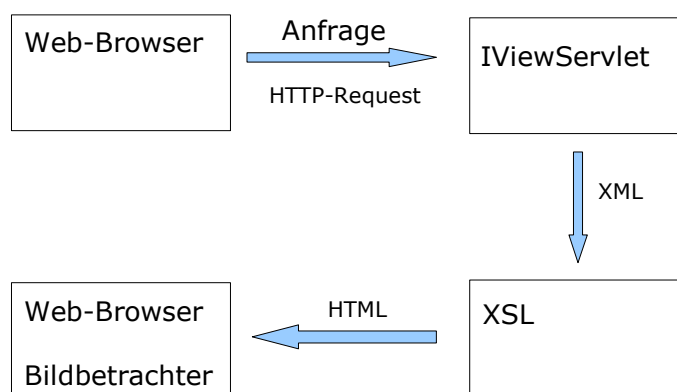 Web-Browser
Anfrage
HTTP-Request
IViewServlet
XML
Web-Browser
Bildbetrachter
HTML
XSL